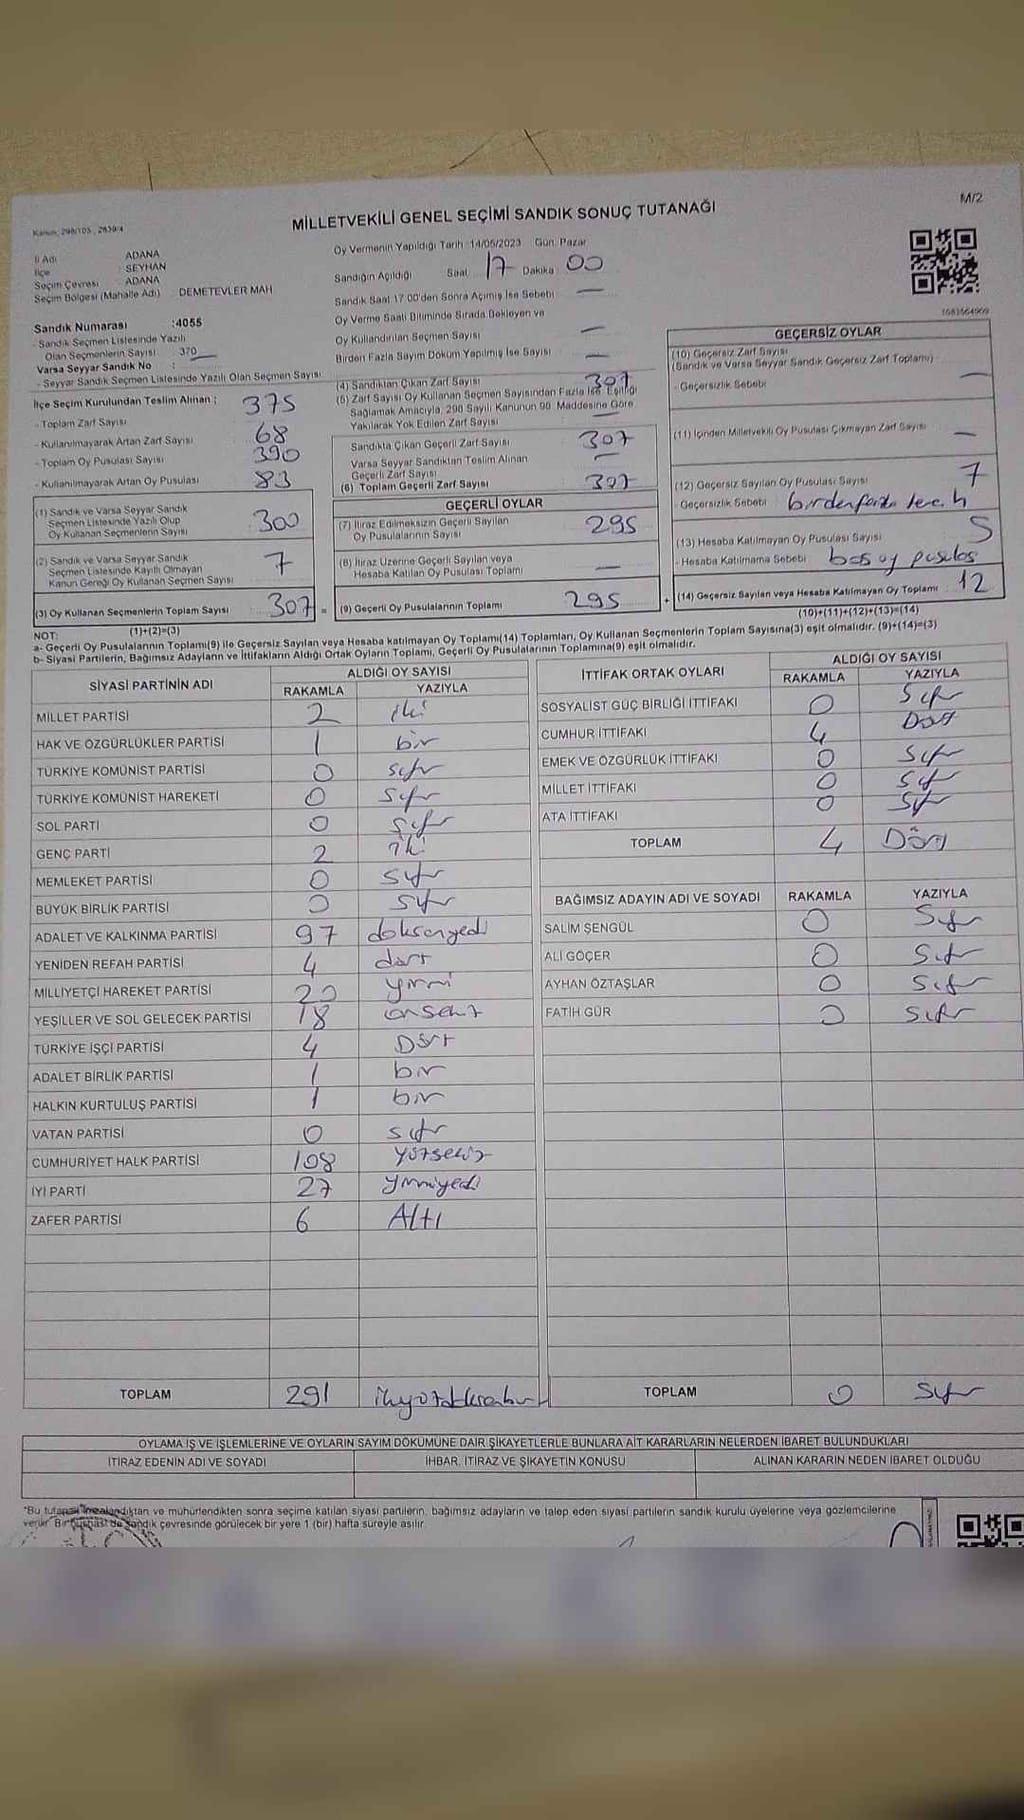 M/2
Kanun: 298/105, 2839/4
MİLLETVEKİLİ GENEL SEÇİMİ SANDIK SONUÇ TUTANAĞI
İl Adı : ADANA
İlçe : SEYHAN
Seçim Çevresi : ADANA
Seçim Bölgesi (Mahalle Adı) : DEMETEVLER MAH
Sandık Numarası :4055
- Sandık Seçmen Listesinde Yazılı
Olan Seçmenlerin Sayısı : 370
Varsa Seyyar Sandık No :
- Seyyar Sandık Seçmen Listesinde Yazılı Olan Seçmen Sayısı:
İlçe Seçim Kurulundan Teslim Alınan ;
- Toplam Zarf Sayısı 375
- Kullanılmayarak Artan Zarf Sayısı 68
- Toplam Oy Pusulası Sayısı 390
- Kullanılmayarak Artan Oy Pusulası 83
(1) Sandık ve Varsa Seyyar Sandık
Seçmen Listesinde Yazılı Olup
Oy Kullanan Seçmenlerin Sayısı 300
(2) Sandık ve Varsa Seyyar Sandık
Seçmen Listesinde Kayıtlı Olmayan
Kanun Gereği Oy Kullanan Seçmen Sayısı 7
(3) Oy Kullanan Seçmenlerin Toplam Sayısı 307 =
(1)+(2)=(3)
Oy Vermenin Yapıldığı Tarih :14/05/2023 Gün: Pazar
Sandığın Açıldığı Saat 17 Dakika 00
Sandık Saat 17:00'den Sonra Açımış İse Sebebi —
Oy Verme Saati Bitiminde Sırada Bekleyen ve
Oy Kullandırılan Seçmen Sayısı —
Birden Fazla Sayım Döküm Yapılmış İse Sayısı —
(4) Sandıktan Çıkan Zarf Sayısı 307
(5) Zarf Sayısı Oy Kullanan Seçmen Sayısından Fazla İse, Eşitliği
Sağlamak Amacıyla, 298 Sayılı Kanunun 98. Maddesine Göre
Yakılarak Yok Edilen Zarf Sayısı
Sandıkta Çıkan Geçerli Zarf Sayısı 307
Varsa Seyyar Sandıktan Teslim Alınan
Geçerli Zarf Sayısı —
(6) Toplam Geçerli Zarf Sayısı 307
GEÇERLİ OYLAR
(7) İtiraz Edilmeksizin Geçerli Sayılan
Oy Pusulalarının Sayısı 295
(8) İtiraz Üzerine Geçerli Sayılan veya
Hesaba Katılan Oy Pusulası Toplamı —
(9) Geçerli Oy Pusulalarının Toplamı 295 +
1683564909
GEÇERSİZ OYLAR
(10) Geçersiz Zarf Sayısı
(Sandık ve Varsa Seyyar Sandık Geçersiz Zarf Toplamı) —
- Geçersizlik Sebebi
(11) İçinden Milletvekili Oy Pusulası Çıkmayan Zarf Sayısı —
(12) Geçersiz Sayılan Oy Pusulası Sayısı 7
- Geçersizlik Sebebi birden fazla
(13) Hesaba Katılmayan Oy Pusulası Sayısı 5
- Hesaba Katılmama Sebebi boş oy pusulası
(14) Geçersiz Sayılan veya Hesaba Katılmayan Oy Toplamı 12
(10)+(11)+(12)+(13)=(14)
NOT:
a- Geçerli Oy Pusulalarının Toplamı(9) ile Geçersiz Sayılan veya Hesaba katılmayan Oy Toplamı(14) Toplamları, Oy Kullanan Seçmenlerin Toplam Sayısına(3) eşit olmalıdır. (9)+(14)=(3)
b- Siyasi Partilerin, Bağımsız Adayların ve İttifakların Aldığı Ortak Oyların Toplamı, Geçerli Oy Pusulalarının Toplamına(9) eşit olmalıdır.
SİYASİ PARTİNİN ADI ALDIĞI OY SAYISI
RAKAMLA YAZIYLA
MİLLET PARTİSİ 2 iki
HAK VE ÖZGÜRLÜKLER PARTİSİ 1 bir
TÜRKİYE KOMÜNİST PARTİSİ 0 sıfır
TÜRKİYE KOMÜNİST HAREKETİ 0 sıfır
SOL PARTİ 0 sıfır
GENÇ PARTİ 2 iki
MEMLEKET PARTİSİ 0 sıfır
BÜYÜK BİRLİK PARTİSİ 0 sıfır
ADALET VE KALKINMA PARTİSİ 97 doksanyedi
YENİDEN REFAH PARTİSİ 4 dört
MİLLİYETÇİ HAREKET PARTİSİ 20 yirmi
YEŞİLLER VE SOL GELECEK PARTİSİ 18 onsekiz
TÜRKİYE İŞÇİ PARTİSİ 4 Dört
ADALET BİRLİK PARTİSİ 1 bir
HALKIN KURTULUŞ PARTİSİ 1 bir
VATAN PARTİSİ 0 sıfır
CUMHURİYET HALK PARTİSİ 108 yüzsekiz
İYİ PARTİ 27 yirmiyedi
ZAFER PARTİSİ 6 Altı
TOPLAM 291 ikiyüzdoksanbir
İTTİFAK ORTAK OYLARI ALDIĞI OY SAYISI
RAKAMLA YAZIYLA
SOSYALİST GÜÇ BİRLİĞİ İTTİFAKI 0 Sıfır
CUMHUR İTTİFAKI 4 Dört
EMEK VE ÖZGÜRLÜK İTTİFAKI 0 Sıfır
MİLLET İTTİFAKI 0 Sıfır
ATA İTTİFAKI 0 Sıfır
TOPLAM 4 Dört
BAĞIMSIZ ADAYIN ADI VE SOYADI RAKAMLA YAZIYLA
SALİM ŞENGÜL 0 Sıfır
ALİ GÖÇER 0 Sıfır
AYHAN ÖZTAŞLAR 0 Sıfır
FATİH GÜR 0 Sıfır
TOPLAM 0 Sıfır
OYLAMA İŞ VE İŞLEMLERİNE VE OYLARIN SAYIM DÖKÜMÜNE DAİR ŞİKAYETLERLE BUNLARA AİT KARARLARIN NELERDEN İBARET BULUNDUKLARI
İTİRAZ EDENİN ADI VE SOYADI İHBAR, İTİRAZ VE ŞİKAYETİN KONUSU ALINAN KARARIN NEDEN İBARET OLDUĞU
*Bu tutanak imzalandıktan ve mühürlendikten sonra seçime katılan siyasi partilerin, bağımsız adayların ve talep eden siyasi partilerin sandık kurulu üyelerine veya gözlemcilerine
verilir. Bir nüshası da sandık çevresinde görülecek bir yere 1 (bir) hafta süreyle asılır.